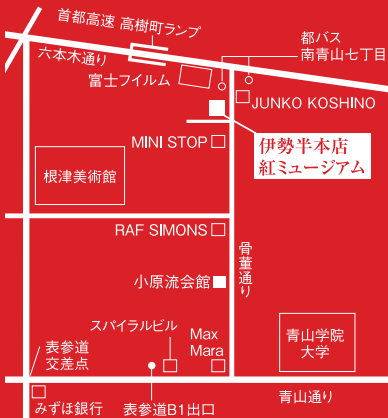 首都高速 高樹町ランプ
六本木通り
都バス
南青山七丁目
富士フイルム
JUNKO KOSHINO
MINI STOP
伊勢半本店
紅ミュージアム
根津美術館
RAF SIMONS
骨董通り
小原流会館
スパイラルビル
Max
Mara
青山学院
大学
表参道
交差点
みずほ銀行
表参道B1出口
青山通り